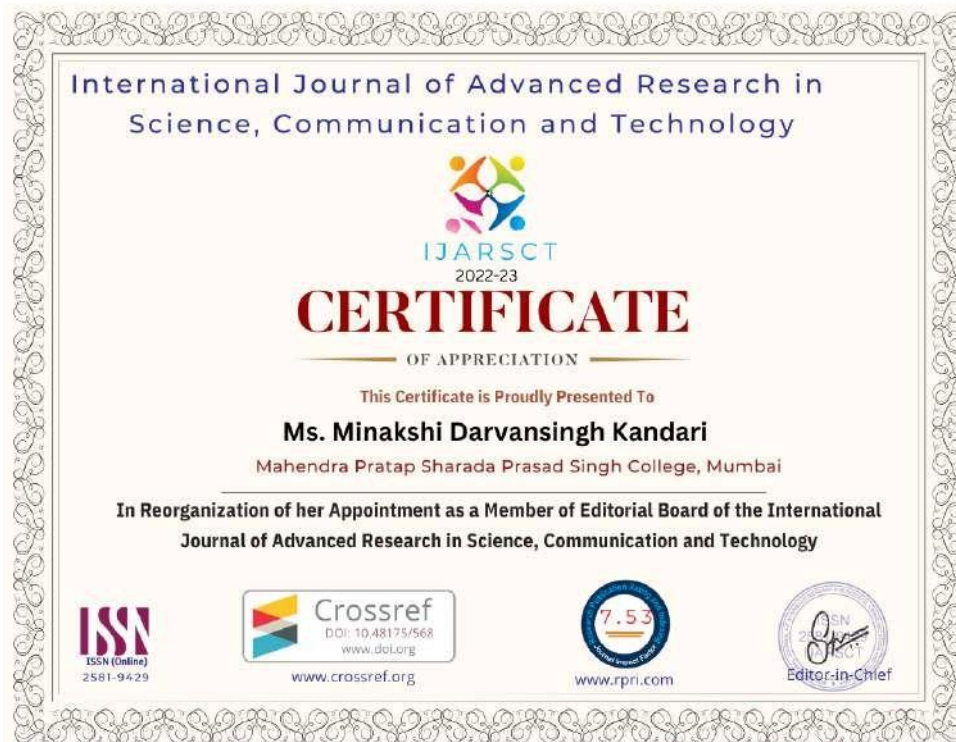 International Journal of Advanced Research in
Science, Communication and Technology
IJARSCT
2022-23
CERTIFICATE
OF APPRECIATION
This Certificate is Proudly Presented To
Ms. Minakshi Darvansingh Kandari
Mahendra Pratap Sharada Prasad Singh College, Mumbai
In Reorganization of her Appointment as a Member of Editorial Board of the International
Journal of Advanced Research in Science, Communication and Technology
ISSN
ISSN (Online)
2581-9429
Crossref
DOI: 10.48175/568
www.doi.org
www.crossref.org
7.53
Journal Impact Factor
www.rpri.com
Editor-in-Chief